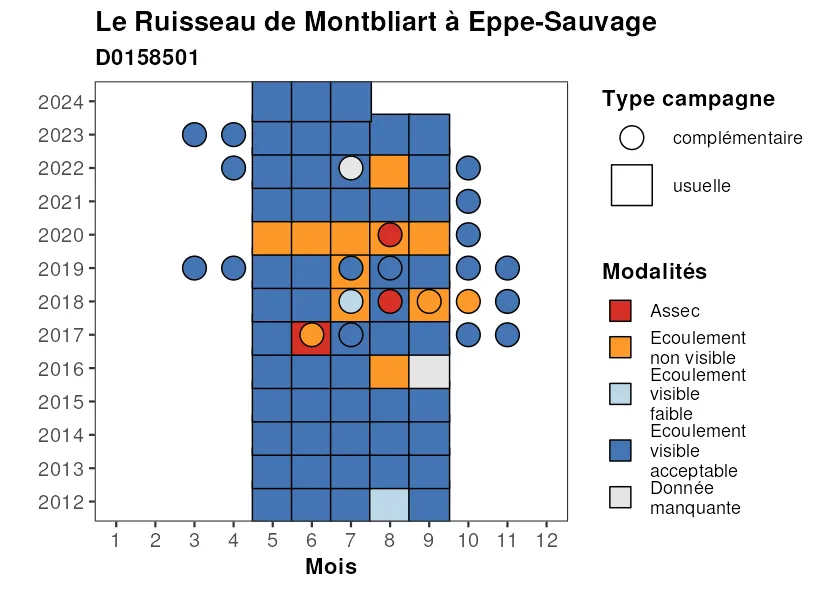 Le Ruisseau de Montbliart à Eppe-Sauvage
D0158501
2024
2023
2022
2021
2020
2019
2018
2017
2016
2015
2014
2013
2012
1 2 3 4 5 6 7 8 9 10 11 12
Mois
Type campagne
complémentaire
usuelle
Modalités
Assec
Ecoulement
non visible
Ecoulement
visible
faible
Ecoulement
visible
acceptable
Donnée
manquante